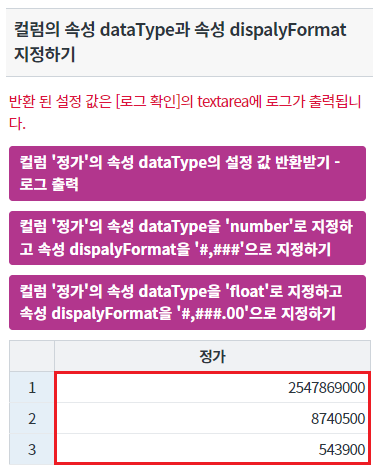 컬럼의 속성 dataType과 속성 dispalyFormat
지정하기
반환 된 설정 값은 [로그 확인]의 textarea에 로그가 출력됩니
다.
컬럼 '정가'의 속성 dataType의 설정 값 반환받기 -
로그 출력
컬럼 '정가'의 속성 dataType을 'number'로 지정하
고 속성 dispalyFormat을 '#,###'으로 지정하기
컬럼 '정가'의 속성 dataType을 'float'로 지정하고
속성 dispalyFormat을 '#,###.00'으로 지정하기
정가
1 2547869000
2 8740500
3 543900